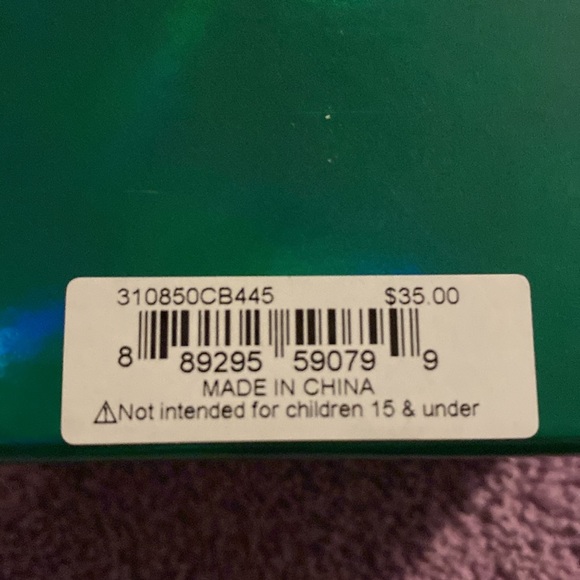 310850CB445 $35.00
8 89295 59079 9
MADE IN CHINA
⚠Not intended for children 15 & under